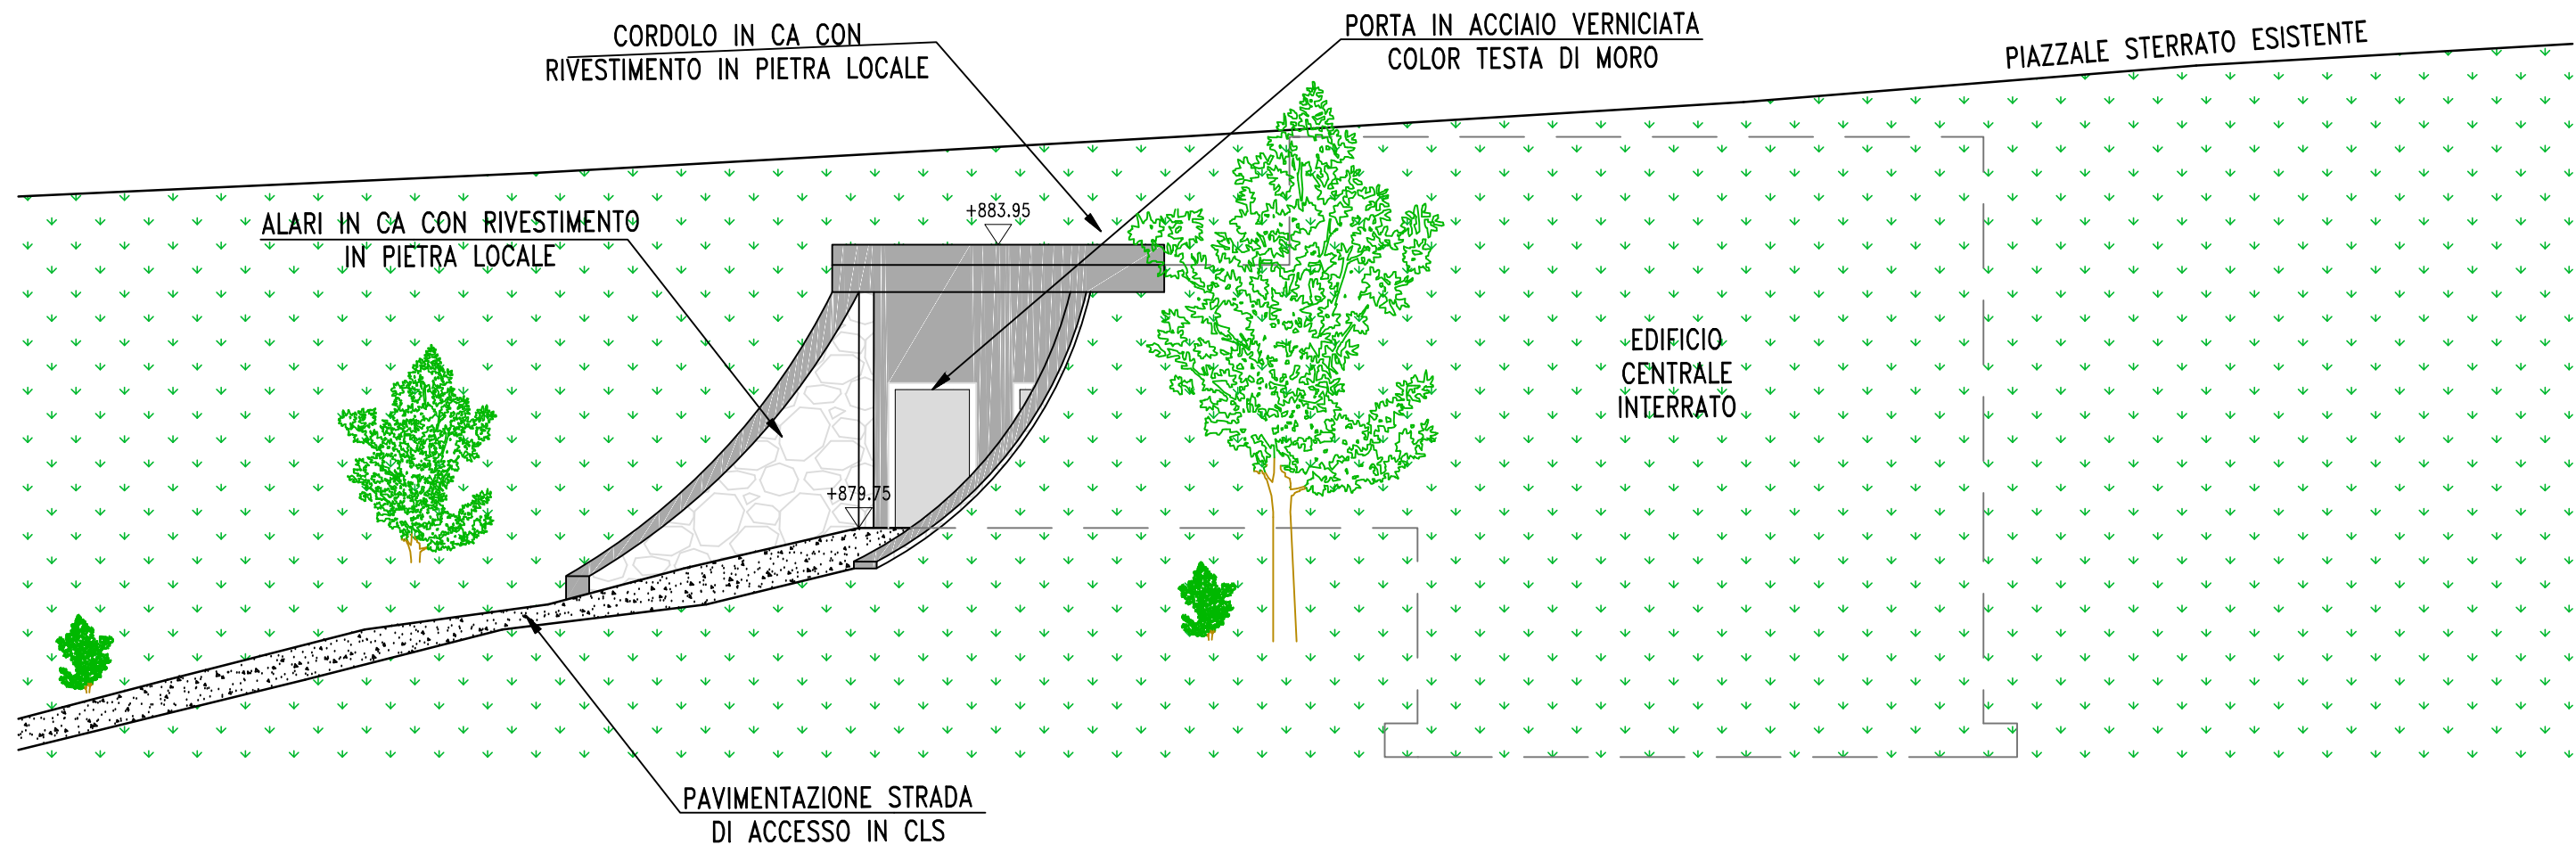 CORDOLO IN CA CON
RIVESTIMENTO IN PIETRA LOCALE
PORTA IN ACCIAIO VERNICIATA
COLOR TESTA DI MORO
PIAZZALE STERRATO ESISTENTE
ALARI IN CA CON RIVESTIMENTO
IN PIETRA LOCALE
+883.95
EDIFICIO
CENTRALE
INTERRATO
+879.75
PAVIMENTAZIONE STRADA
DI ACCESSO IN CLS